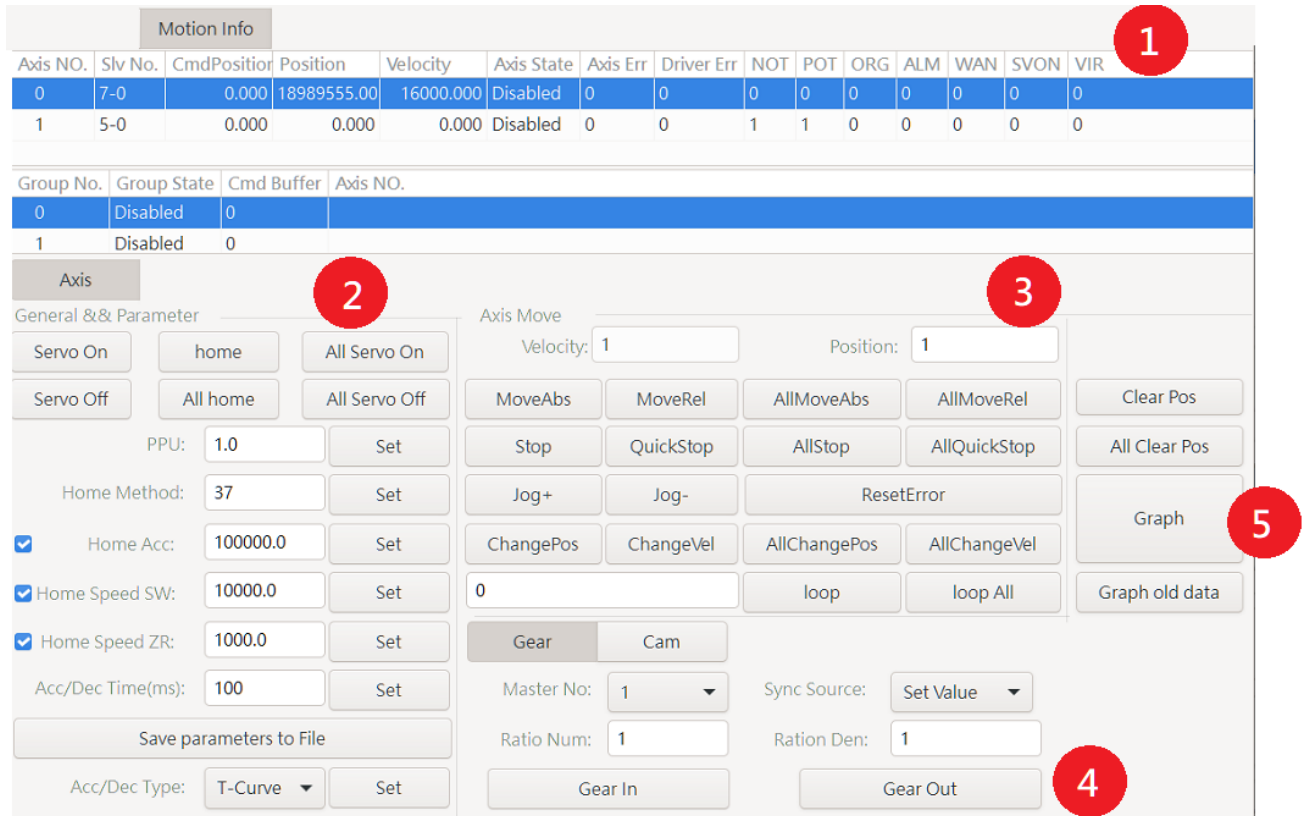 Motion Info
1
Axis NO. Slv No. CmdPosition Position Velocity Axis State Axis Err Driver Err NOT POT ORG ALM WAN SVON VIR
0 7-0 0.000 18989555.00 16000.000 Disabled 0 0 0 0 0 0 0 0 0
1 5-0 0.000 0.000 0.000 Disabled 0 0 1 1 0 0 0 0 0
Group No. Group State Cmd Buffer Axis NO.
0 Disabled 0
1 Disabled 0
Axis
2
3
General && Parameter
Servo On home All Servo On
Servo Off All home All Servo Off
PPU: 1.0 Set
Home Method: 37 Set
Home Acc: 100000.0 Set
Home Speed SW: 10000.0 Set
Home Speed ZR: 1000.0 Set
Acc/Dec Time(ms): 100 Set
Save parameters to File
Acc/Dec Type: T-Curve Set
Axis Move
Velocity: 1 Position: 1
MoveAbs MoveRel AllMoveAbs AllMoveRel
Stop QuickStop AllStop AllQuickStop
Jog+ Jog- ResetError
ChangePos ChangeVel AllChangePos AllChangeVel
0 loop loop All
Clear Pos
All Clear Pos
Graph
5
Graph old data
Gear Cam
Master No: 1 Sync Source: Set Value
Ratio Num: 1 Ration Den: 1
Gear In Gear Out
4